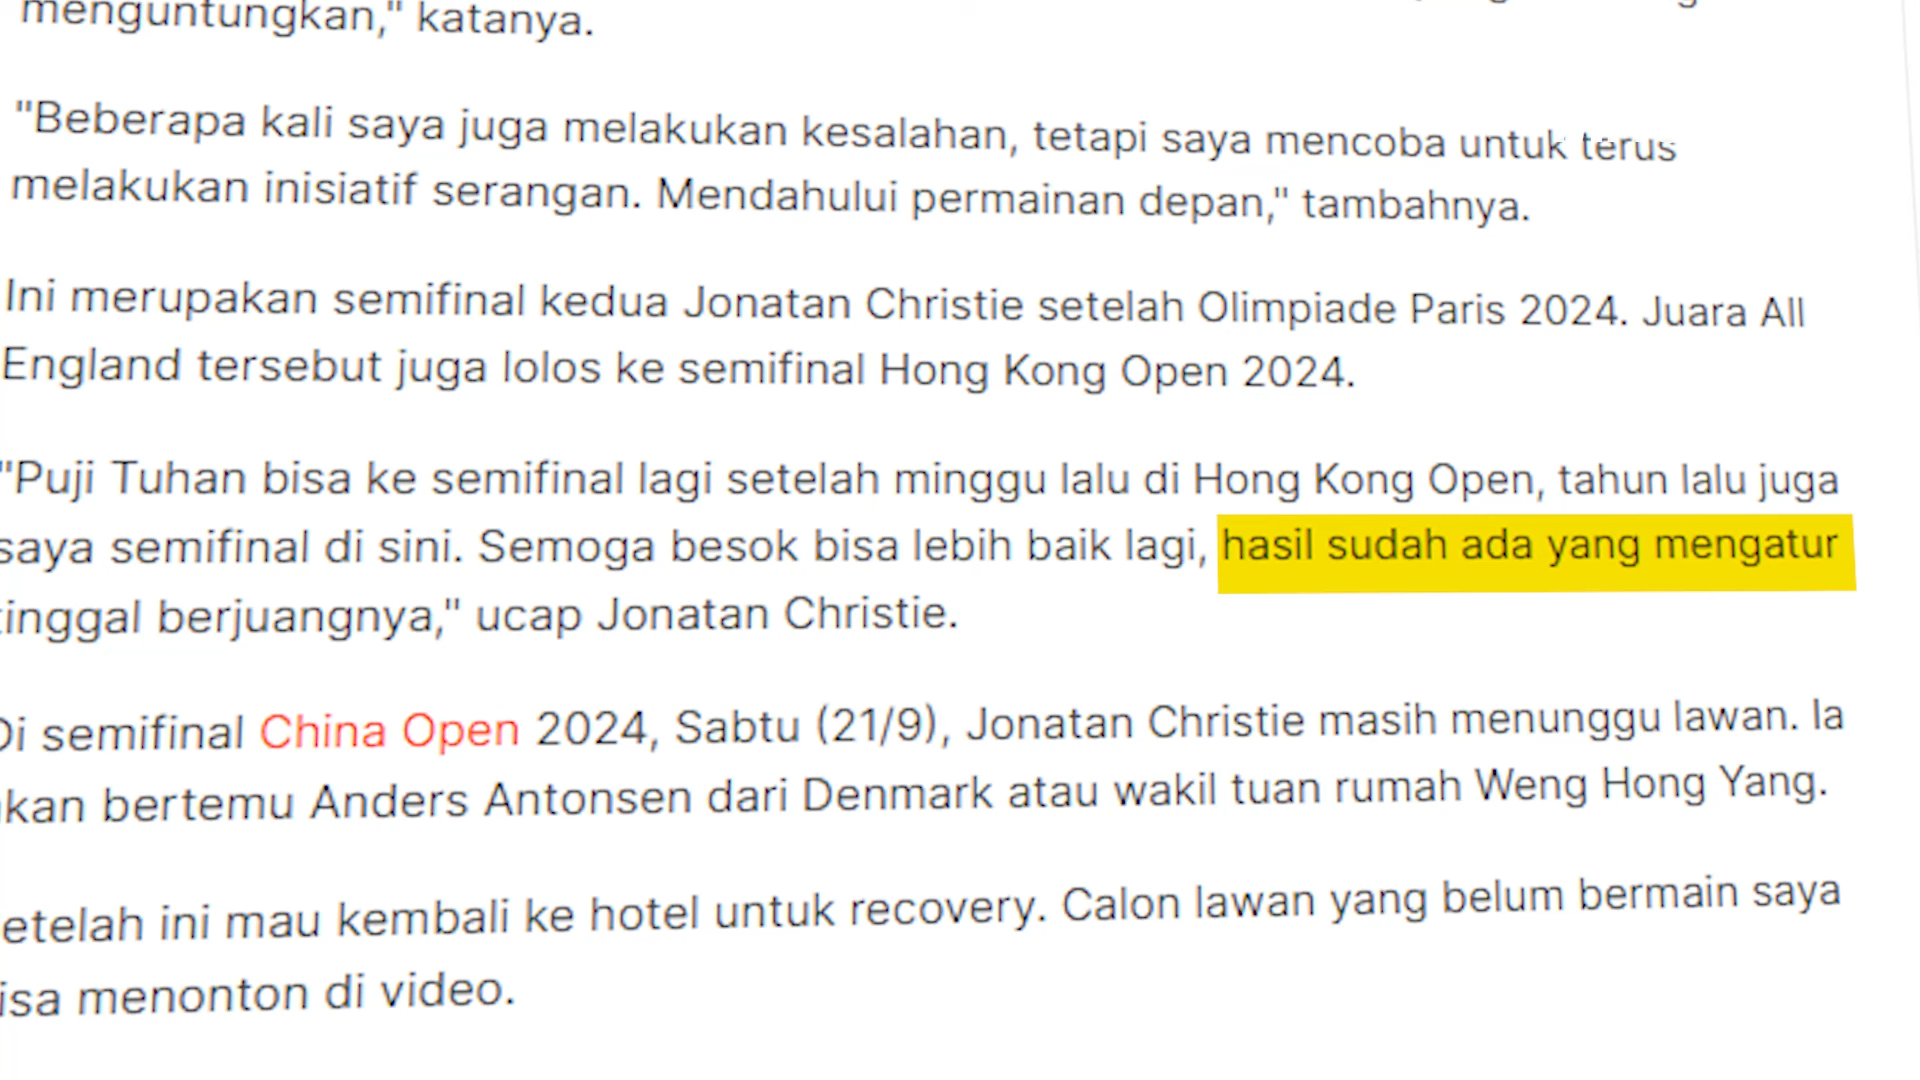 menguntungkan," katanya.
"Beberapa kali saya juga melakukan kesalahan, tetapi saya mencoba untuk terus
melakukan inisiatif serangan. Mendahului permainan depan," tambahnya.
Ini merupakan semifinal kedua Jonatan Christie setelah Olimpiade Paris 2024. Juara All
England tersebut juga lolos ke semifinal Hong Kong Open 2024.
"Puji Tuhan bisa ke semifinal lagi setelah minggu lalu di Hong Kong Open, tahun lalu juga
saya semifinal di sini. Semoga besok bisa lebih baik lagi, hasil sudah ada yang mengatur
tinggal berjuangnya," ucap Jonatan Christie.
Di semifinal China Open 2024, Sabtu (21/9), Jonatan Christie masih menunggu lawan. Ia
akan bertemu Anders Antonsen dari Denmark atau wakil tuan rumah Weng Hong Yang.
etelah ini mau kembali ke hotel untuk recovery. Calon lawan yang belum bermain saya
isa menonton di video.